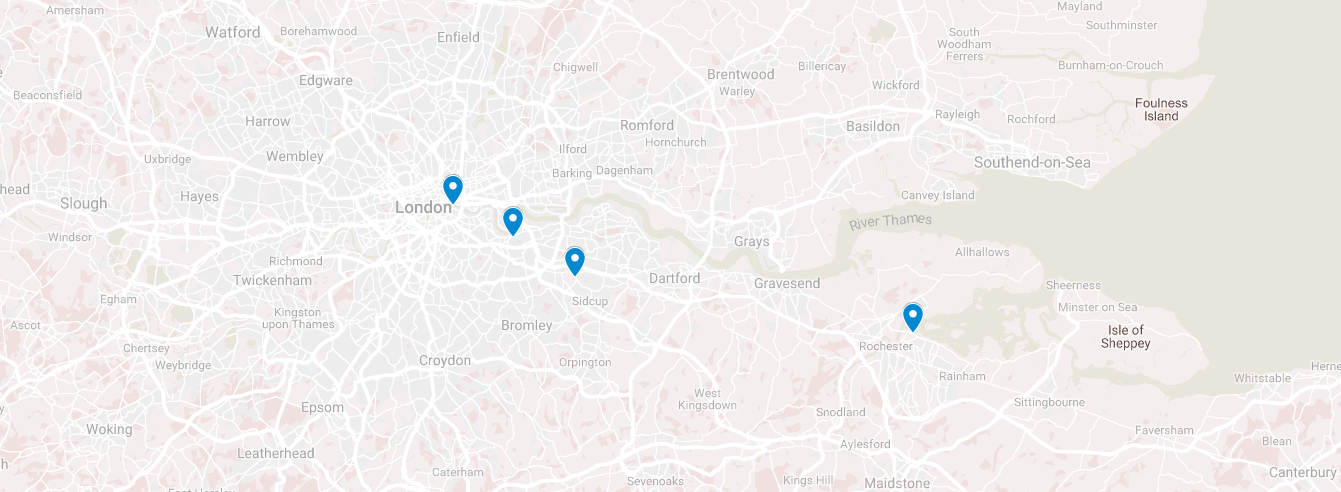 Amersham
Mayland
Southminster
Watford
Borehamwood
Enfield
South
Woodham
Ferrers
Chigwell
Brentwood
Billericay
Burnham-on-Crouch
Edgware
Warley
Wickford
Beaconsfield
Foulness
Island
Harrow
Romford
Basildon
Rayleigh
Rochford
Hornchurch
Ilford
Uxbridge
Wembley
Southend-on-Sea
Barking
Dagenham
head
Hayes
Canvey Island
Slough
London
River Thames
Windsor
Grays
Allhallows
Richmond
Twickenham
Dartford
Gravesend
Sheerness
Egham
Sidcup
Minster on Sea
Kingston
upon Thames
Ascot
Bromley
Isle of
Sheppey
Chertsey
Rochester
Weybridge
Croydon
Orpington
Herne
Rainham
Whitstable
West
Kingsdown
Epsom
Sittingbourne
Snodland
Woking
Faversham
Aylesford
Blean
Leatherhead
h
Caterham
Canterbury
Sevenoaks
Kings Hill
Maidstone